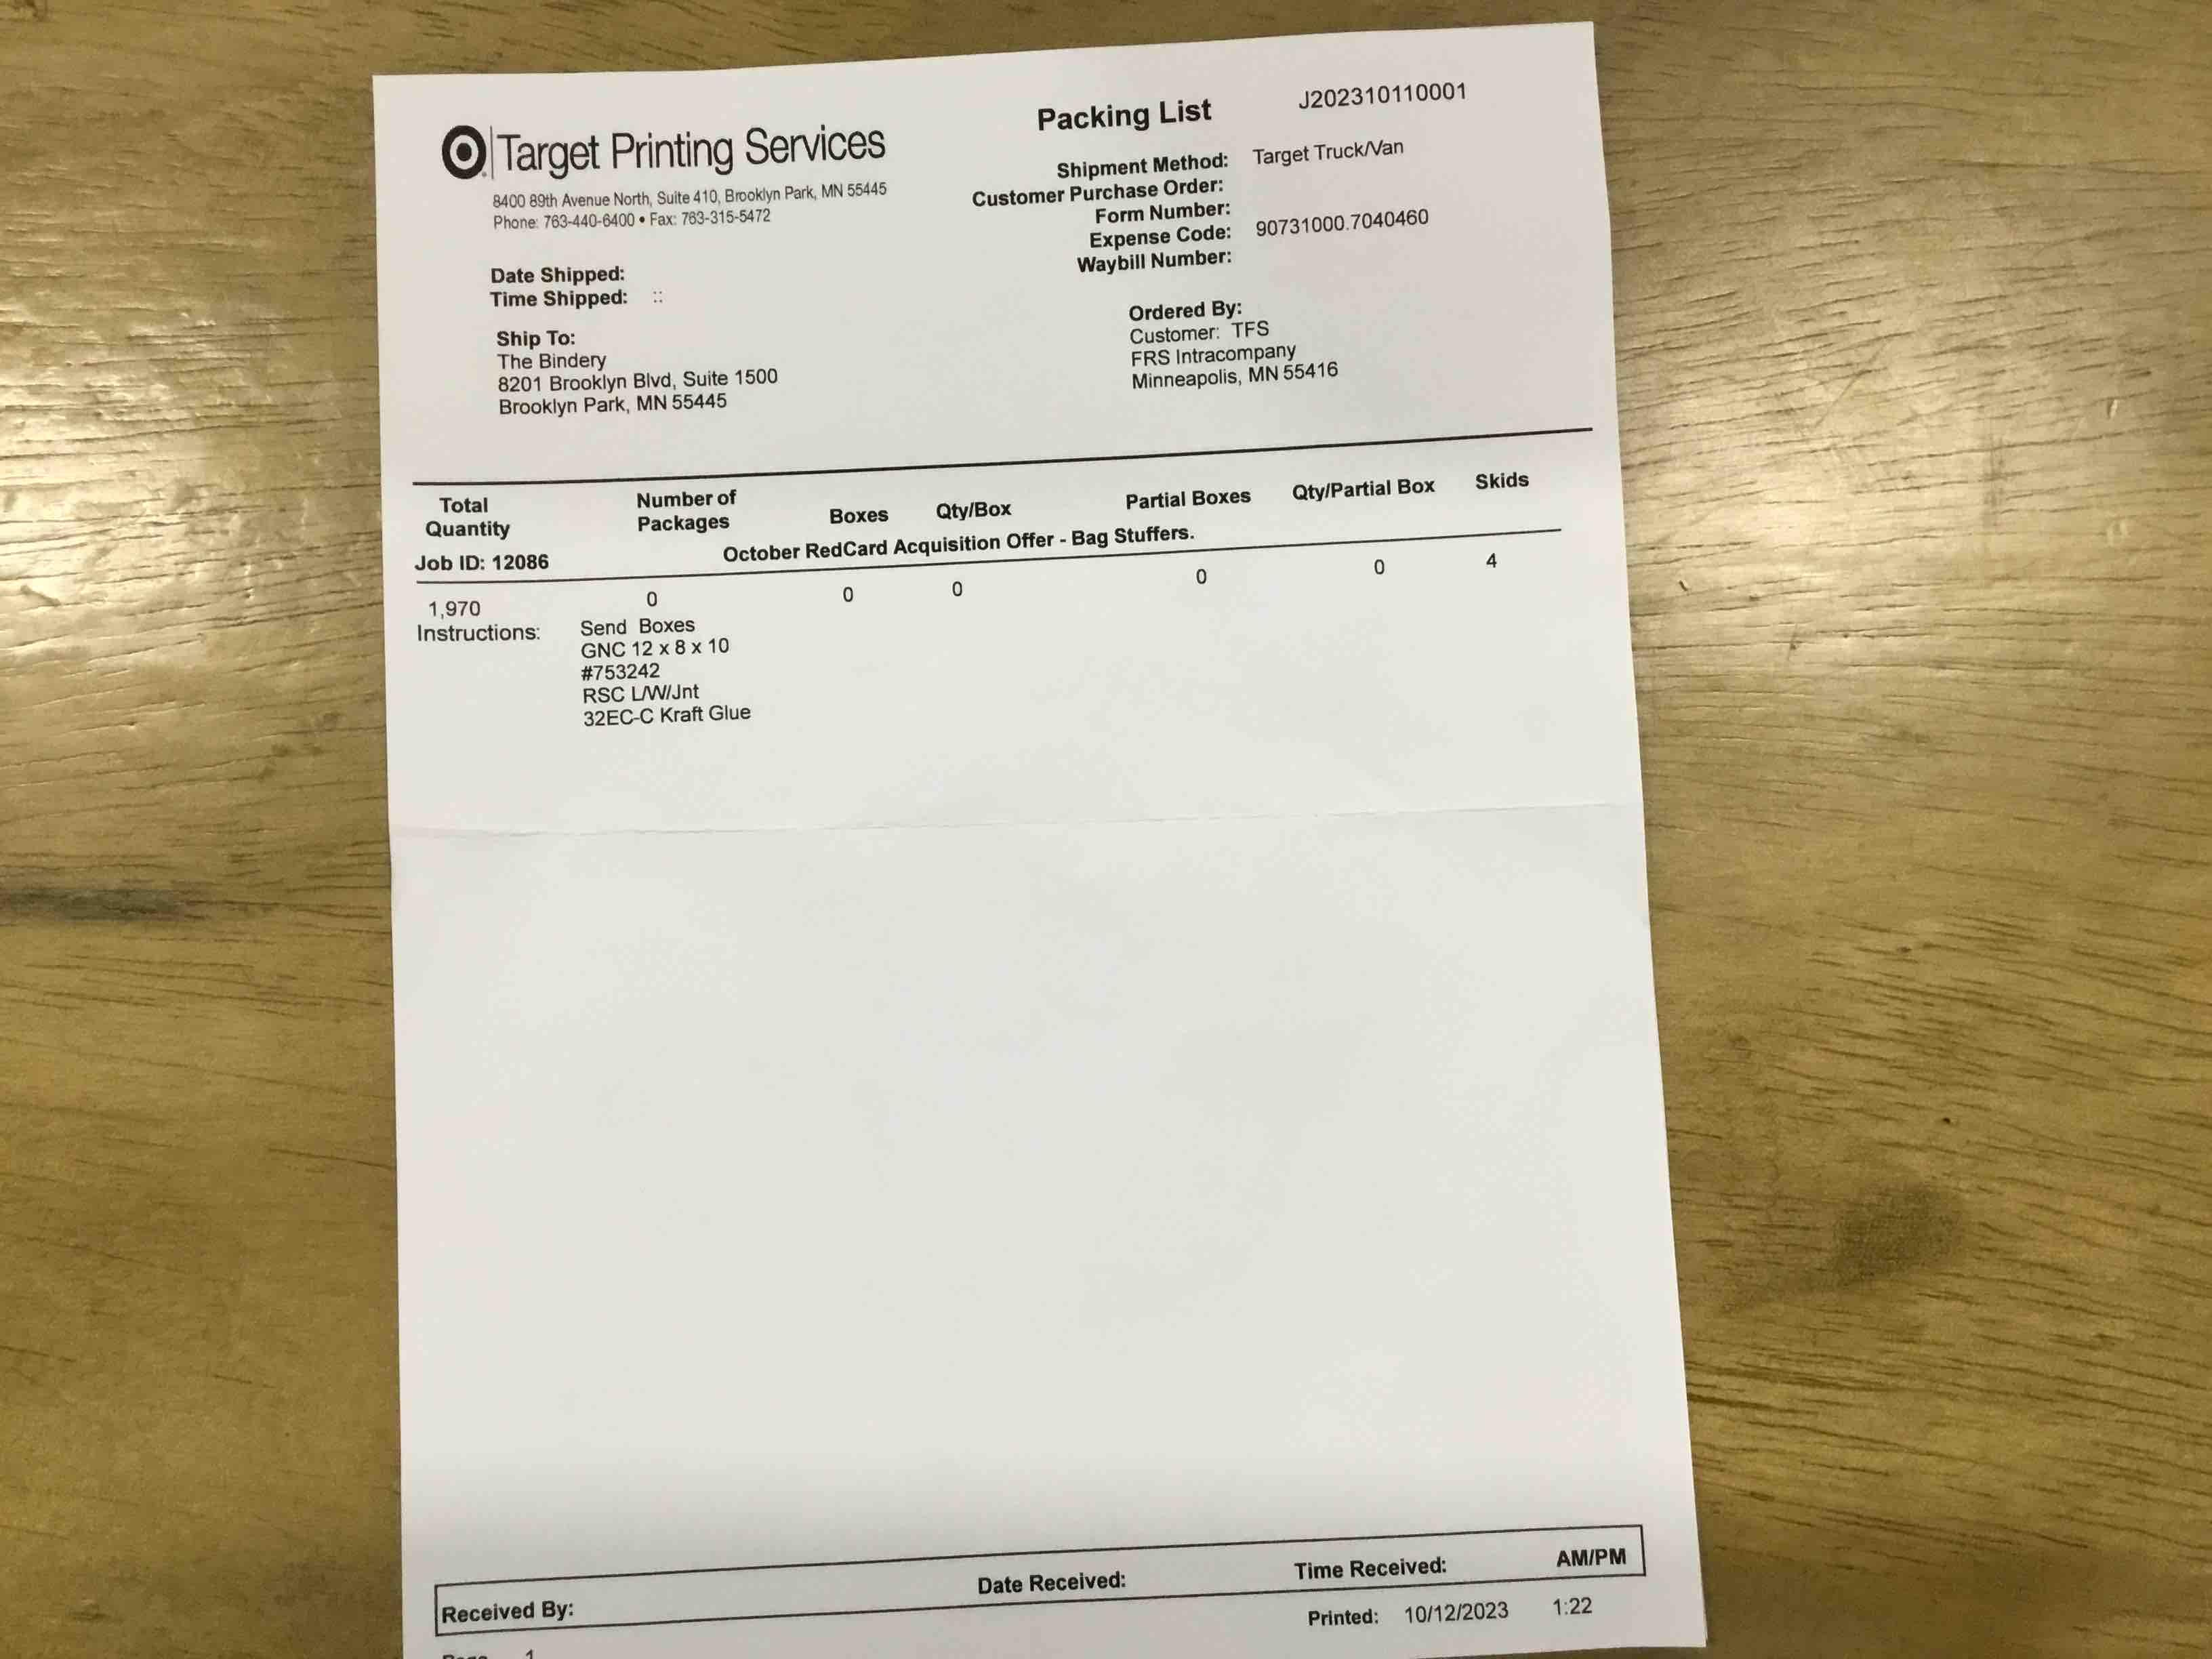 Target Printing Services
8400 89th Avenue North, Suite 410, Brooklyn Park, MN 55445
Phone: 763-440-6400 • Fax: 763-315-5472
Packing List
J202310110001
Shipment Method: Target Truck/Van
Customer Purchase Order:
Form Number:
Expense Code: 90731000.7040460
Waybill Number:
Date Shipped:
Time Shipped: ::
Ship To:
The Bindery
8201 Brooklyn Blvd, Suite 1500
Brooklyn Park, MN 55445
Ordered By:
Customer: TFS
FRS Intracompany
Minneapolis, MN 55416
Total Quantity Number of Packages Boxes Qty/Box Partial Boxes Qty/Partial Box Skids
Job ID: 12086 October RedCard Acquisition Offer - Bag Stuffers.
1,970 0 0 0 0 0 4
Instructions: Send Boxes
GNC 12 x 8 x 10
#753242
RSC L/W/Jnt
32EC-C Kraft Glue
Received By: Date Received: Time Received: AM/PM
Printed: 10/12/2023 1:22
Page 1